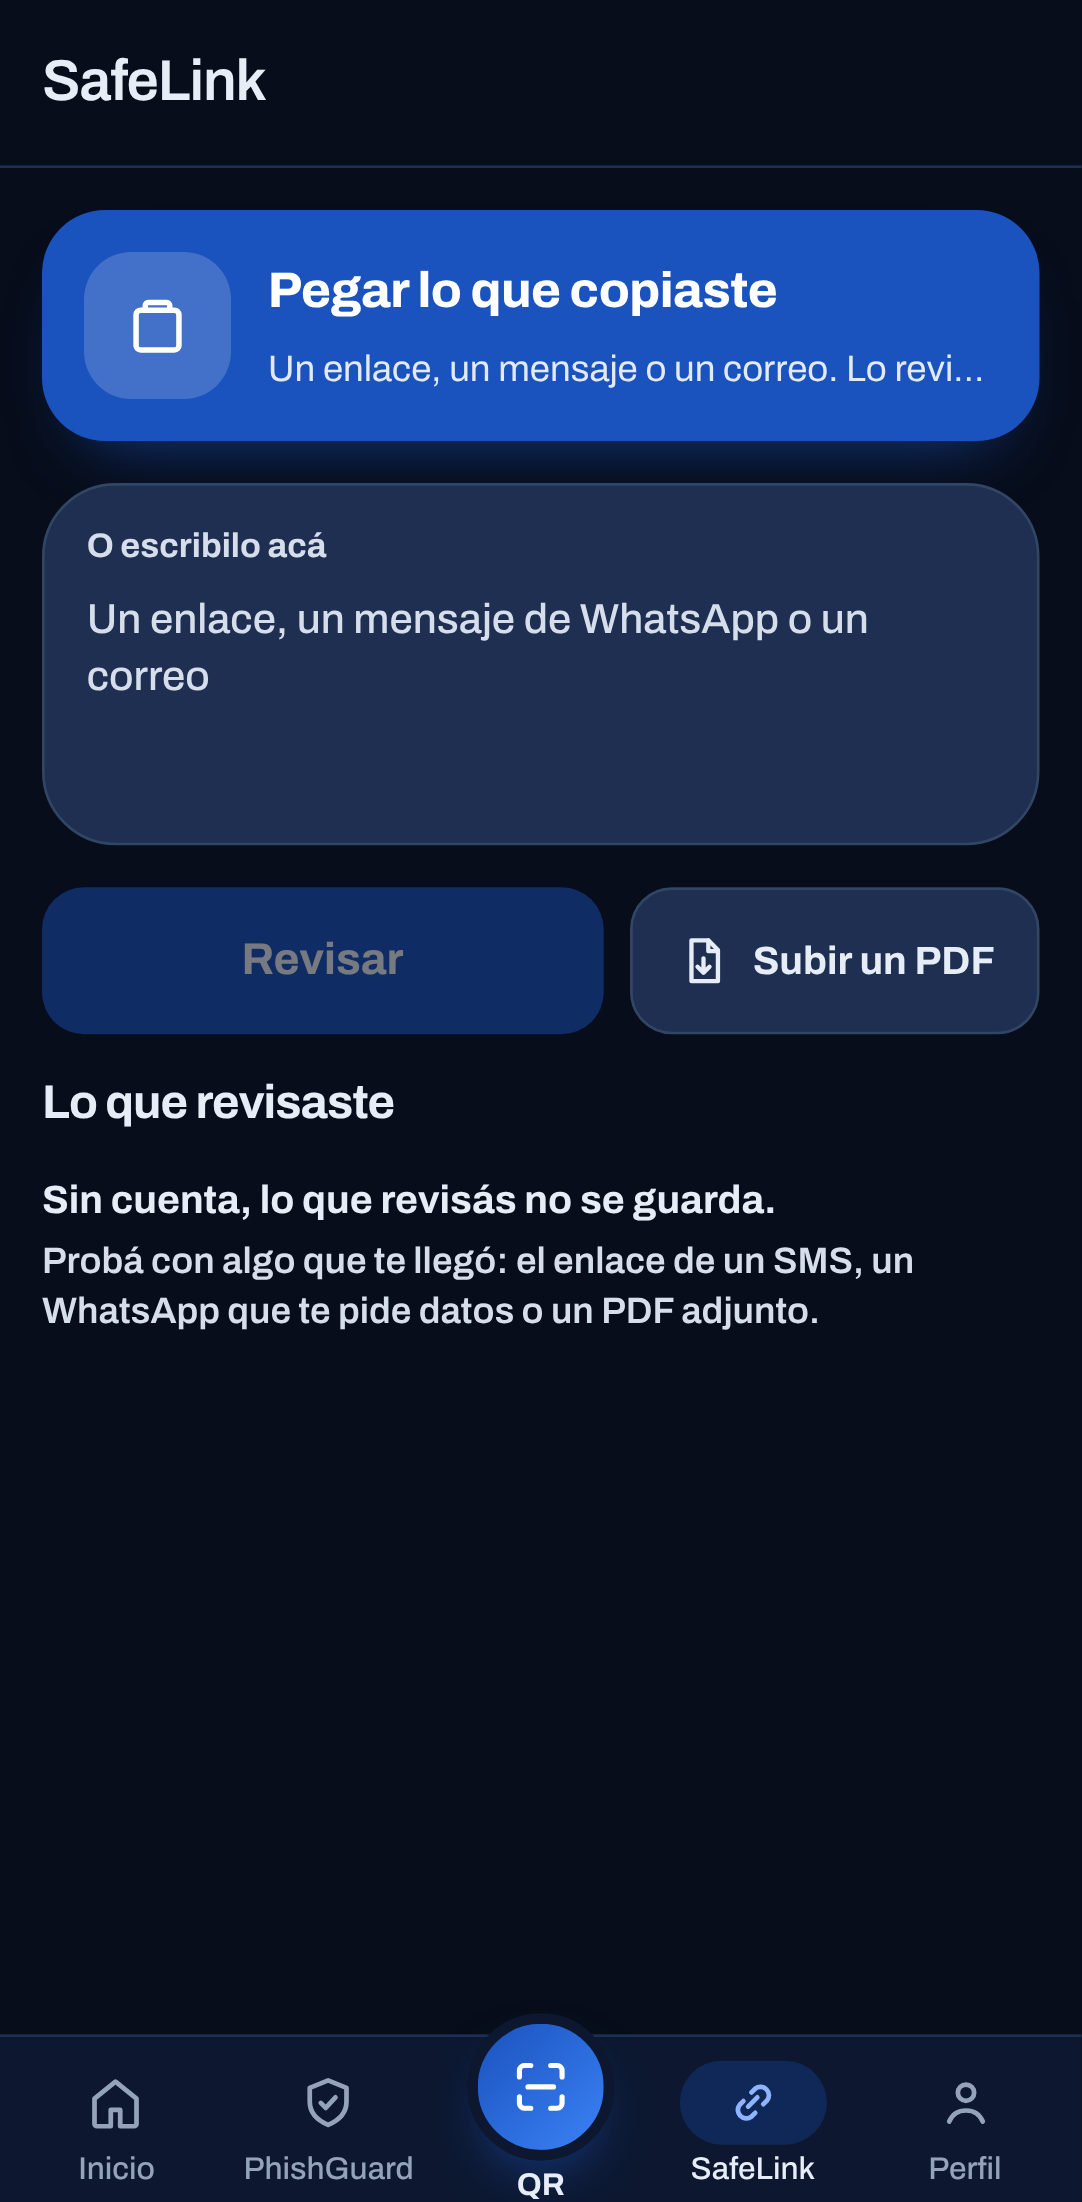 SafeLink
Pegar lo que copiaste
Un enlace, un mensaje o un correo. Lo revi...
O escribilo acá
Un enlace, un mensaje de WhatsApp o un
correo
Revisar
Subir un PDF
Lo que revisaste
Sin cuenta, lo que revisás no se guarda.
Probá con algo que te llegó: el enlace de un SMS, un
WhatsApp que te pide datos o un PDF adjunto.
Inicio
PhishGuard
QR
SafeLink
Perfil